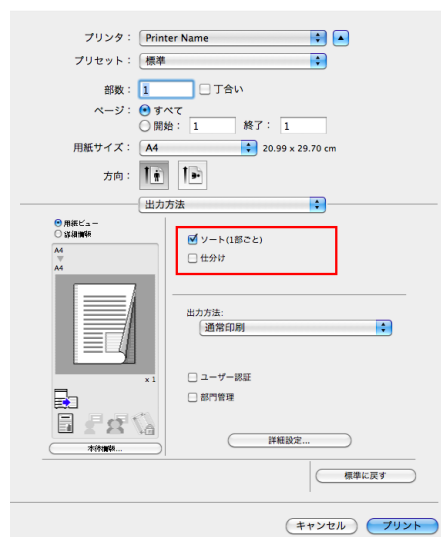 プリンタ： Printer Name
プリセット： 標準
部数： 1 丁合い
ページ： すべて
開始： 1 終了： 1
用紙サイズ： A4 20.99 x 29.70 cm
方向：
出力方法
用紙ビュー
詳細情報
A4
A4
x 1
本体情報...
ソート(1部ごと)
仕分け
出力方法:
通常印刷
ユーザー認証
部門管理
詳細設定...
標準に戻す
キャンセル プリント